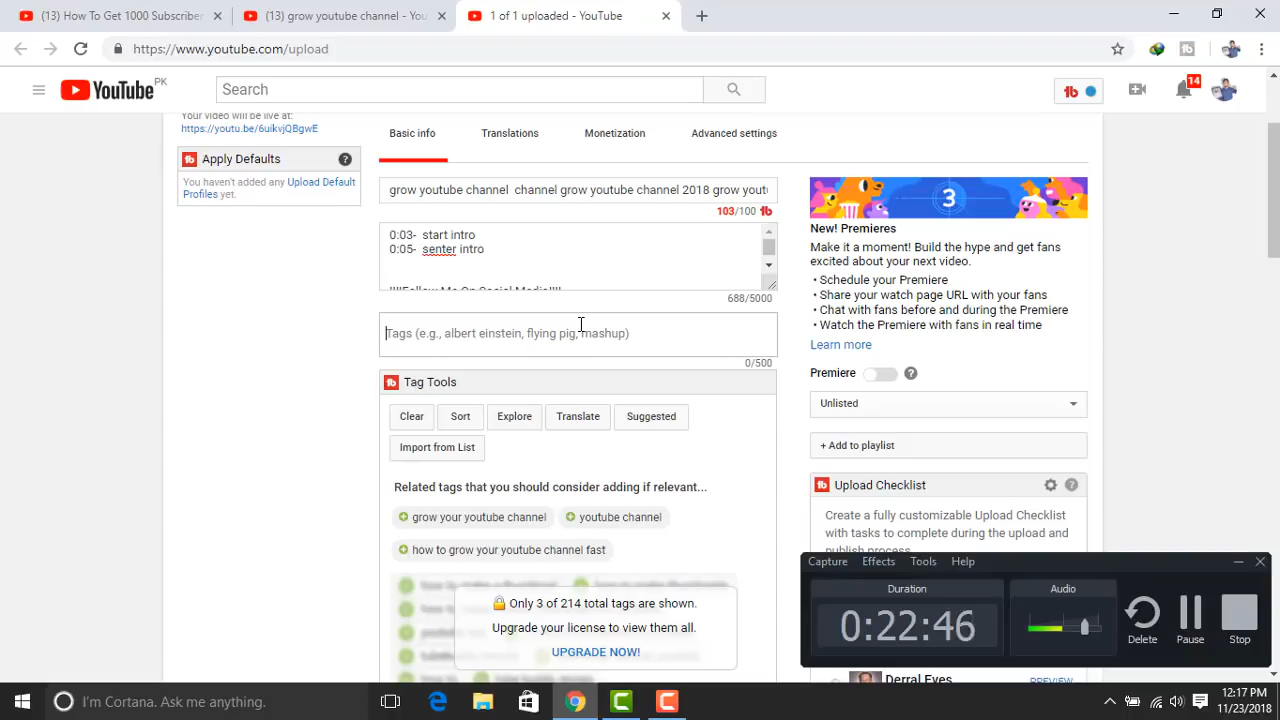 (13) How To Get 1000 Subscriber
(13) grow youtube channel - You
1 of 1 uploaded - YouTube
https://www.youtube.com/upload
YouTube PK
Search
tb
14
Your video will be live at:
https://youtu.be/6uikvjQBgwE
Apply Defaults
You haven't added any Upload Default
Profiles yet.
Basic info
Translations
Monetization
Advanced settings
grow youtube channel  channel grow youtube channel 2018 grow yout
103/100
0:03-  start intro
0:05-  senter intro
!!!!Follow Me On Social Media!!!!
688/5000
Tags (e.g., albert einstein, flying pig, mashup)
0/500
Tag Tools
Clear
Sort
Explore
Translate
Suggested
Import from List
Related tags that you should consider adding if relevant...
grow your youtube channel
youtube channel
how to grow your youtube channel fast
Only 3 of 214 total tags are shown.
Upgrade your license to view them all.
UPGRADE NOW!
3
New! Premieres
Make it a moment! Build the hype and get fans
excited about your next video.
• Schedule your Premiere
• Share your watch page URL with your fans
• Chat with fans before and during the Premiere
• Watch the Premiere with fans in real time
Learn more
Premiere
Unlisted
+ Add to playlist
Upload Checklist
Create a fully customizable Upload Checklist
with tasks to complete during the upload and
publish process.
Capture
Effects
Tools
Help
Duration
Audio
0:22:46
Delete
Pause
Stop
Derral Eves
PREVIEW
I'm Cortana. Ask me anything.
12:17 PM
11/23/2018